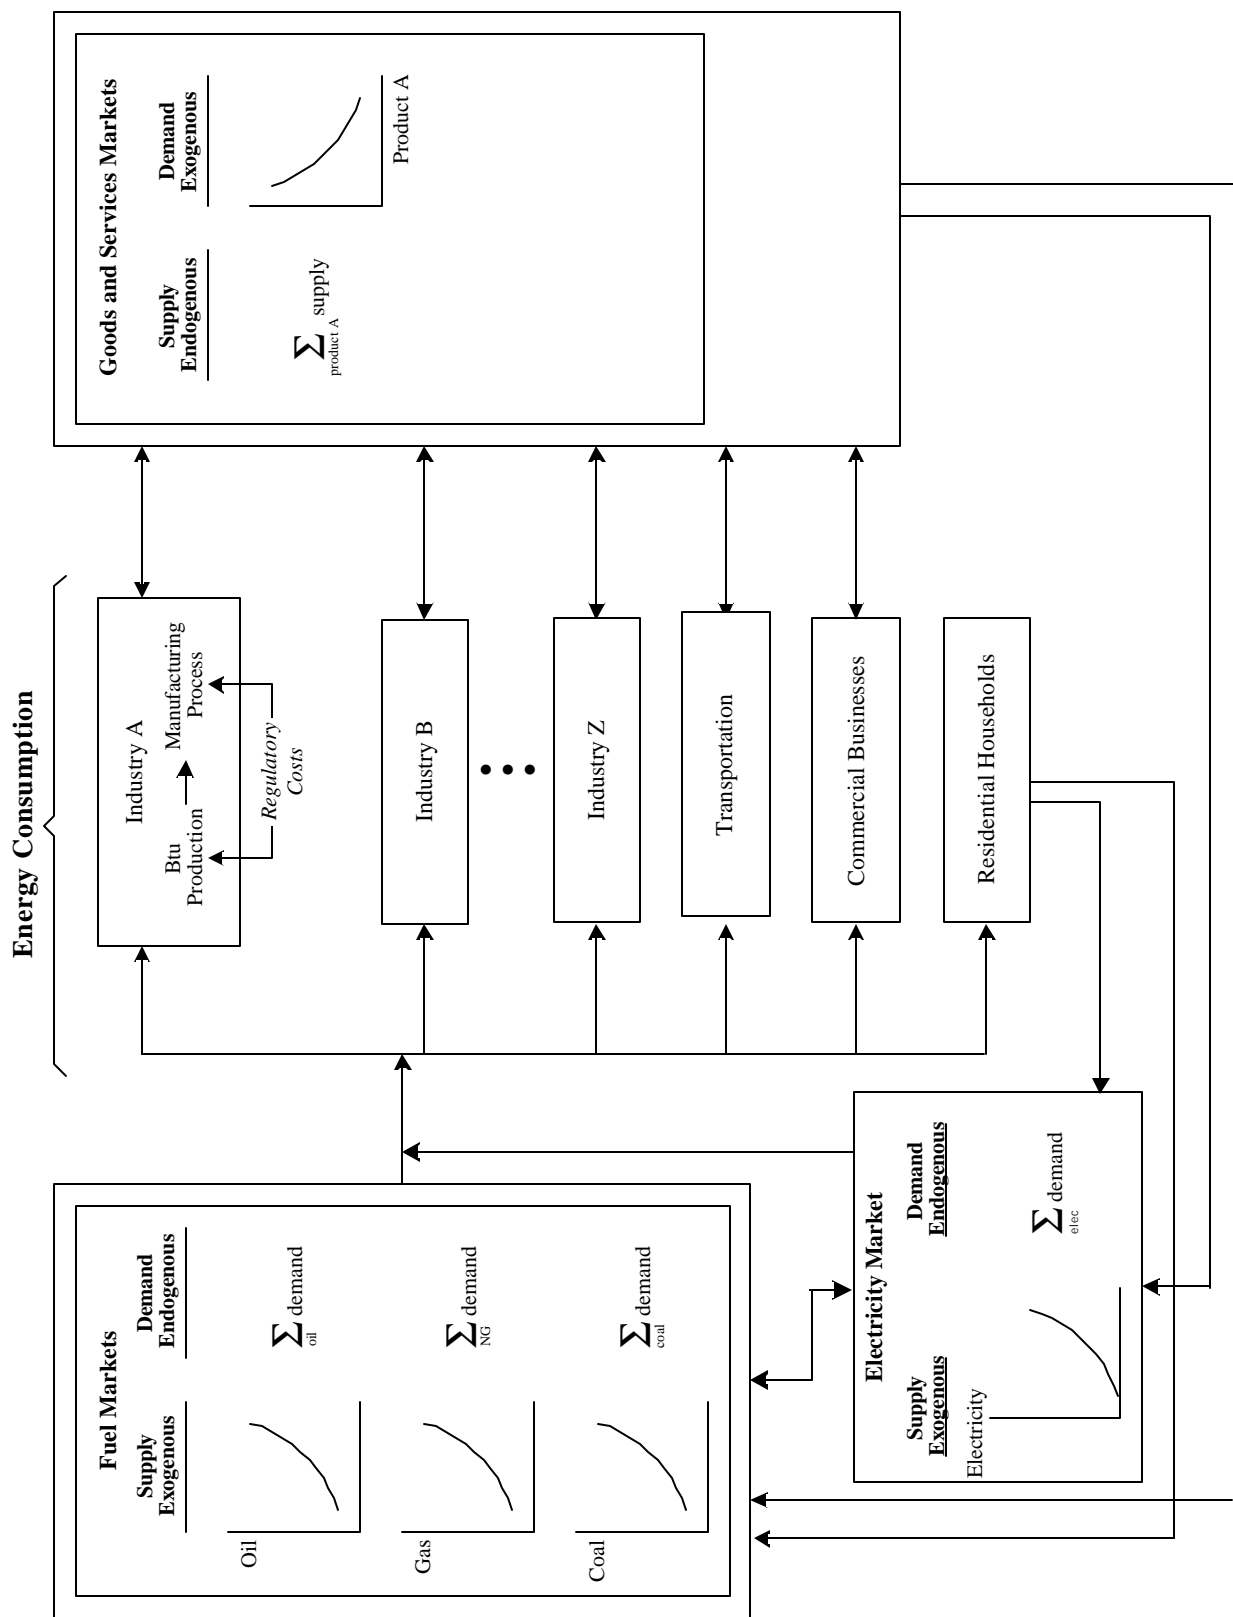 Energy Consumption
Fuel Markets
Supply
Exogenous
Demand
Endogenous
Oil
∑ demand
oil
Gas
∑ demand
NG
Coal
∑ demand
coal
Electricity Market
Supply
Exogenous
Demand
Endogenous
Electricity
∑ demand
elec
Industry A
Btu
Production
Manufacturing
Process
Regulatory
Costs
Industry B
•••
Industry Z
Transportation
Commercial Businesses
Residential Households
Goods and Services Markets
Supply
Endogenous
Demand
Exogenous
∑ supply
product A
Product A